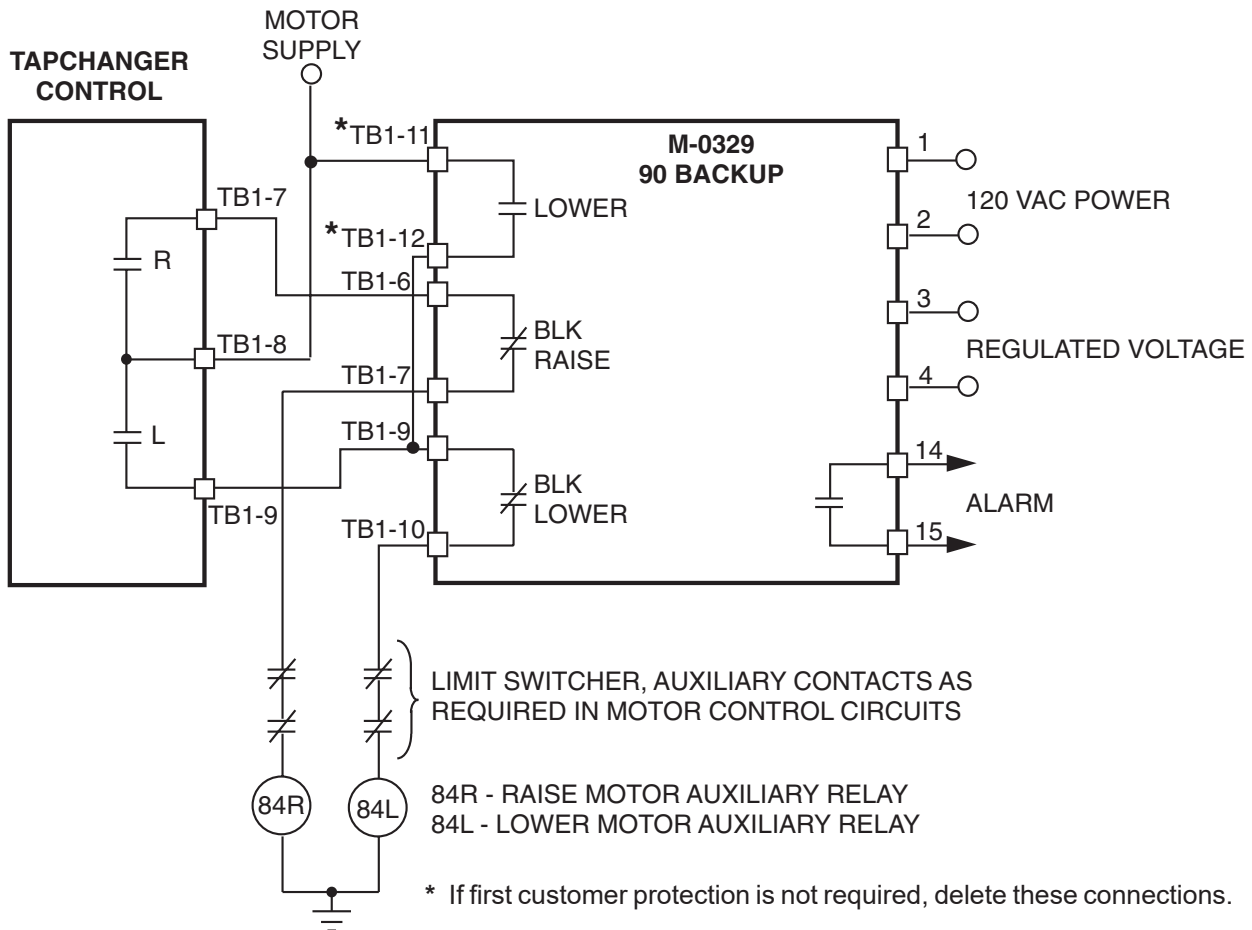 MOTOR
SUPPLY
TAPCHANGER
CONTROL
*TB1-11
M-0329
90 BACKUP
1
LOWER
120 VAC POWER
TB1-7
*TB1-12
2
R
TB1-6
3
BLK
RAISE
REGULATED VOLTAGE
TB1-8
TB1-7
4
L
TB1-9
14
BLK
LOWER
ALARM
TB1-9
TB1-10
15
LIMIT SWITCHER, AUXILIARY CONTACTS AS
REQUIRED IN MOTOR CONTROL CIRCUITS
84R
84L
84R - RAISE MOTOR AUXILIARY RELAY
84L - LOWER MOTOR AUXILIARY RELAY
* If first customer protection is not required, delete these connections.